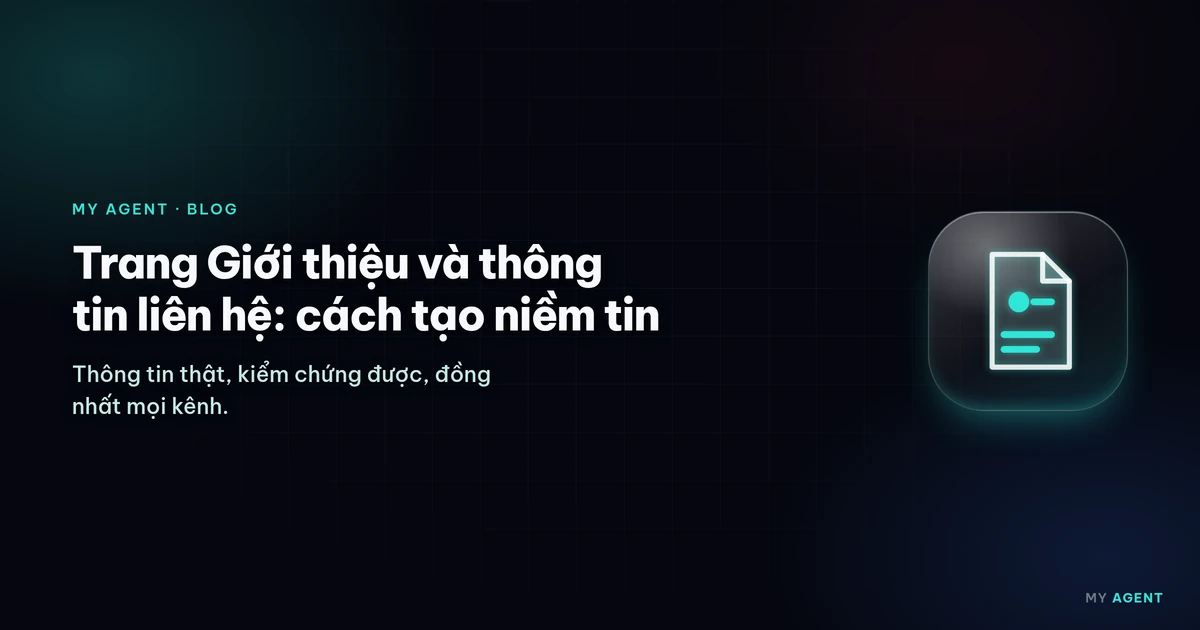 MY AGENT · BLOG
Trang Giới thiệu và thông
tin liên hệ: cách tạo niềm tin
Thông tin thật, kiểm chứng được, đồng
nhất mọi kênh.
MY AGENT